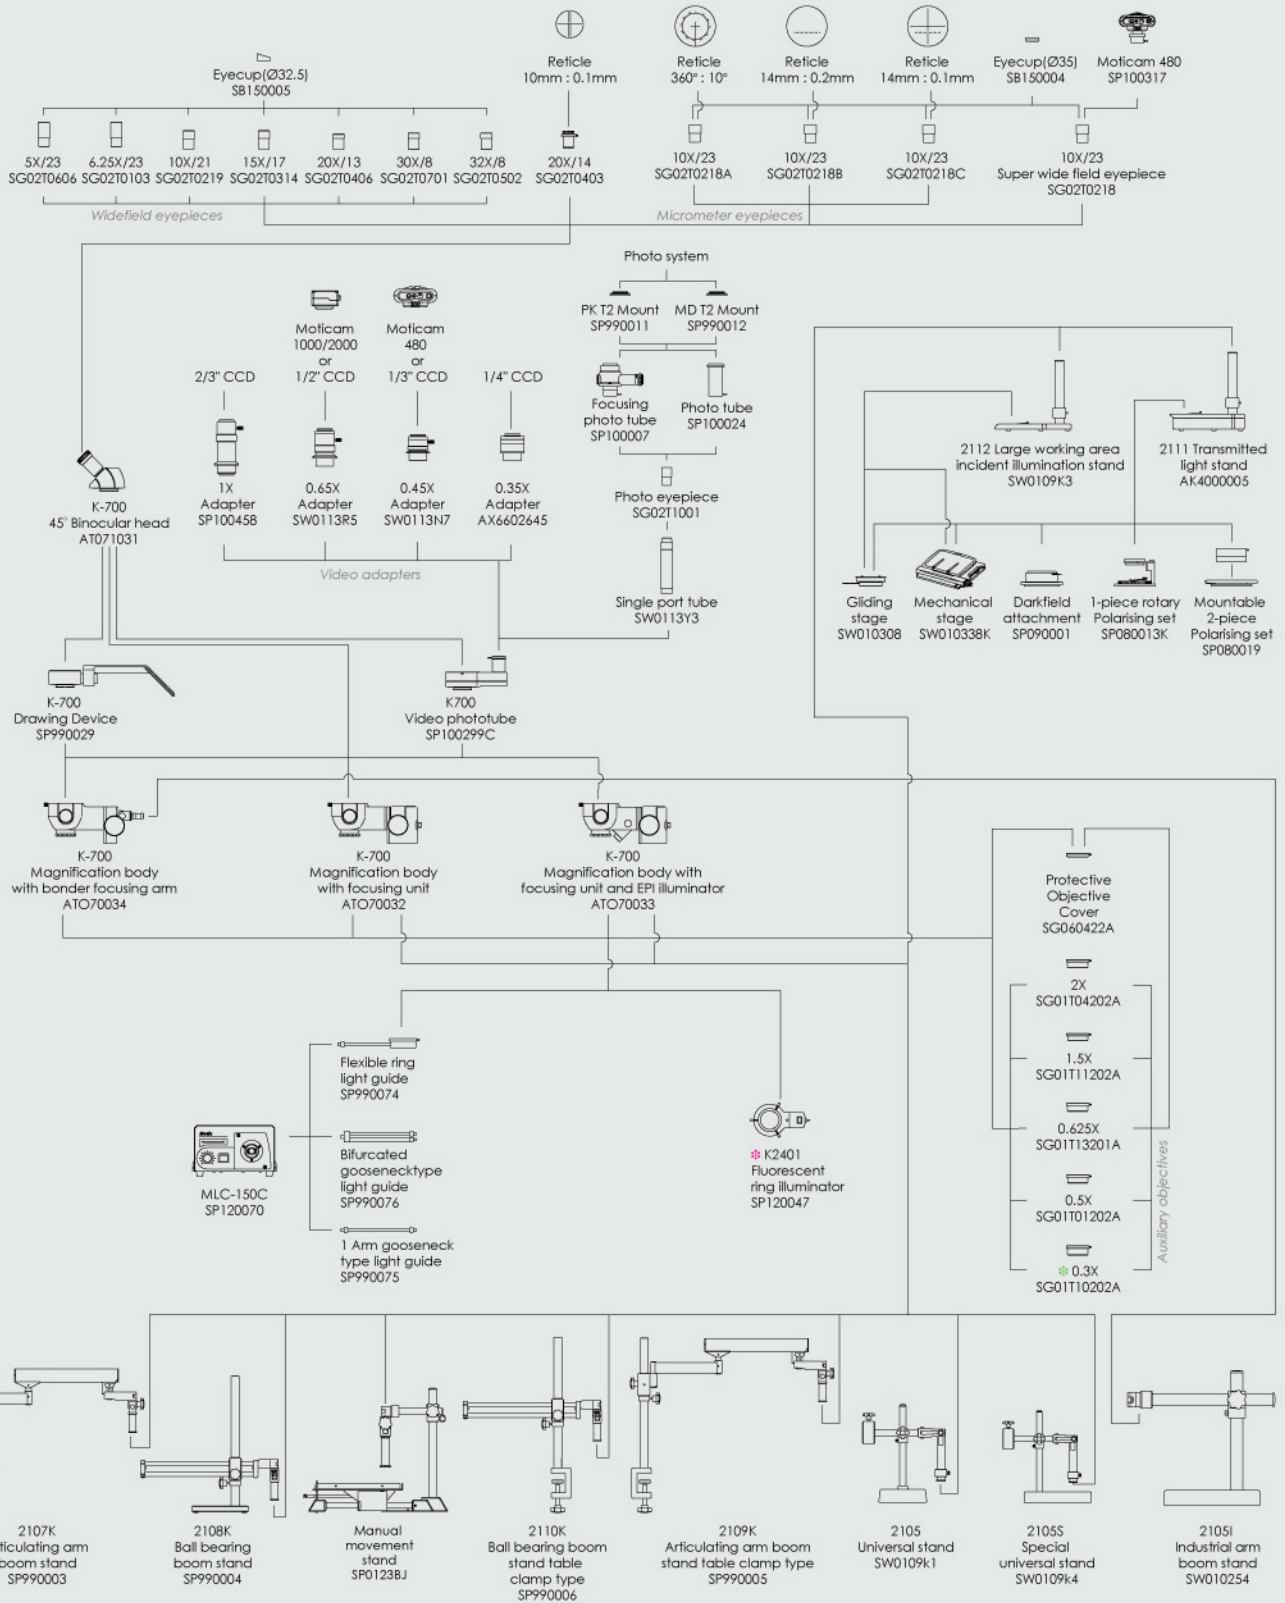 Reticle
10mm : 0.1mm
Reticle
360° : 10°
Reticle
14mm : 0.2mm
Reticle
14mm : 0.1mm
Eyecup(Ø35)
SB150004
Moticam 480
SP100317
Eyecup(Ø32.5)
SB150005
5X/23
SG02T0606
6.25X/23
SG02T0103
10X/21
SG02T0219
15X/17
SG02T0314
20X/13
SG02T0406
30X/8
SG02T0701
32X/8
SG02T0502
20X/14
SG02T0403
10X/23
SG02T0218A
10X/23
SG02T0218B
10X/23
SG02T0218C
10X/23
Super wide field eyepiece
SG02T0218
Widefield eyepieces
Micrometer eyepieces
Photo system
PK T2 Mount
SP990011
MD T2 Mount
SP990012
Moticam
1000/2000
or
1/2" CCD
Moticam
480
or
1/3" CCD
2/3" CCD
1/4" CCD
Focusing
photo tube
SP100007
Photo tube
SP100024
2112 Large working area
incident illumination stand
SW0109K3
2111 Transmitted
light stand
AK4000005
K-700
45° Binocular head
AT071031
1X
Adapter
SP100458
0.65X
Adapter
SW0113R5
0.45X
Adapter
SW0113N7
0.35X
Adapter
AX6602645
Photo eyepiece
SG02T1001
Video adapters
Single port tube
SW0113Y3
Gliding
stage
SW010308
Mechanical
stage
SW010338K
Darkfield
attachment
SP090001
1-piece rotary
Polarising set
SP080013K
Mountable
2-piece
Polarising set
SP080019
K-700
Drawing Device
SP990029
K700
Video phototube
SP100299C
K-700
Magnification body
with bonder focusing arm
ATO70034
K-700
Magnification body
with focusing unit
ATO70032
K-700
Magnification body with
focusing unit and EPI illuminator
ATO70033
Protective
Objective
Cover
SG060422A
2X
SG01T04202A
1.5X
SG01T11202A
0.625X
SG01T13201A
0.5X
SG01T01202A
❇ 0.3X
SG01T10202A
Auxiliary objectives
Flexible ring
light guide
SP990074
Bifurcated
goosenecktype
light guide
SP990076
1 Arm gooseneck
type light guide
SP990075
MLC-150C
SP120070
❇ K2401
Fluorescent
ring illuminator
SP120047
2107K
ticulating arm
boom stand
SP990003
2108K
Ball bearing
boom stand
SP990004
Manual
movement
stand
SP0123BJ
2110K
Ball bearing boom
stand table
clamp type
SP990006
2109K
Articulating arm boom
stand table clamp type
SP990005
2105
Universal stand
SW0109k1
2105S
Special
universal stand
SW0109k4
2105I
Industrial arm
boom stand
SW010254